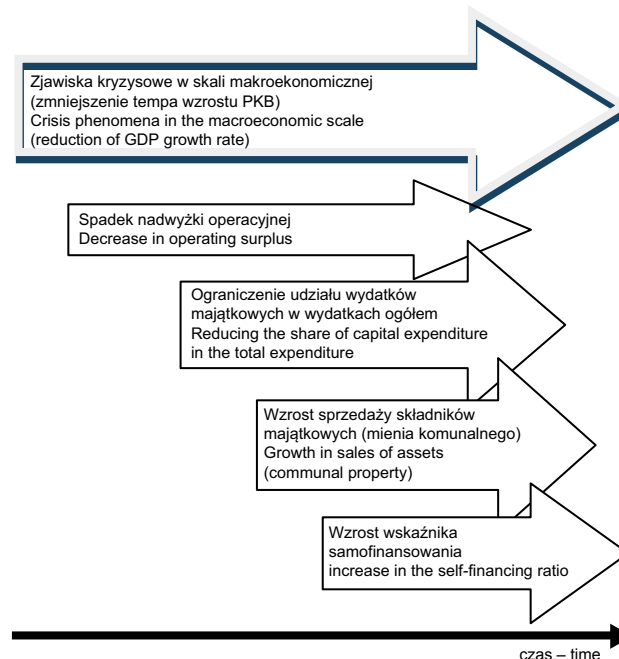 Zjawiska kryzysowe w skali makroekonomicznej
(zmniejszenie tempa wzrostu PKB)
Crisis phenomena in the macroeconomic scale
(reduction of GDP growth rate)
Spadek nadwyżki operacyjnej
Decrease in operating surplus
Ograniczenie udziału wydatków
majątkowych w wydatkach ogółem
Reducing the share of capital expenditure
in the total expenditure
Wzrost sprzedaży składników
majątkowych (mienia komunalnego)
Growth in sales of assets
(communal property)
Wzrost wskaźnika
samofinansowania
increase in the self-financing ratio
czas – time